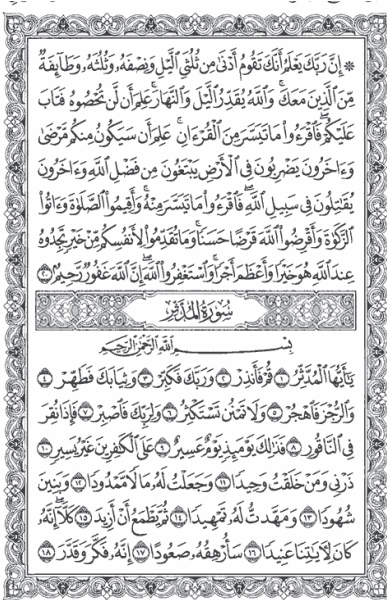 ۞ إِنَّ رَبَّكَ يَعْلَمُ أَنَّكَ تَقُومُ أَدْنَىٰ مِن ثُلُثَيِ ٱلَّيْلِ وَنِصْفَهُۥ وَثُلُثَهُۥ وَطَآئِفَةٌ
مِّنَ ٱلَّذِينَ مَعَكَ ۚ وَٱللَّهُ يُقَدِّرُ ٱلَّيْلَ وَٱلنَّهَارَ ۚ عَلِمَ أَن لَّن تُحْصُوهُ فَتَابَ
عَلَيْكُمْ ۖ فَٱقْرَءُوا۟ مَا تَيَسَّرَ مِنَ ٱلْقُرْءَانِ ۚ عَلِمَ أَن سَيَكُونُ مِنكُم مَّرْضَىٰ
وَءَاخَرُونَ يَضْرِبُونَ فِى ٱلْأَرْضِ يَبْتَغُونَ مِن فَضْلِ ٱللَّهِ وَءَاخَرُونَ
يُقَٰتِلُونَ فِى سَبِيلِ ٱللَّهِ ۖ فَٱقْرَءُوا۟ مَا تَيَسَّرَ مِنْهُ ۚ وَأَقِيمُوا۟ ٱلصَّلَوٰةَ وَءَاتُوا۟
ٱلزَّكَوٰةَ وَأَقْرِضُوا۟ ٱللَّهَ قَرْضًا حَسَنًا ۚ وَمَا تُقَدِّمُوا۟ لِأَنفُسِكُم مِّنْ خَيْرٍ تَجِدُوهُ
عِندَ ٱللَّهِ هُوَ خَيْرًا وَأَعْظَمَ أَجْرًا ۚ وَٱسْتَغْفِرُوا۟ ٱللَّهَ ۖ إِنَّ ٱللَّهَ غَفُورٌ رَّحِيمٌۢ ٢٠
سُورَةُ الْمُدَّثِّرِ
بِسْمِ ٱللَّهِ ٱلرَّحْمَٰنِ ٱلرَّحِيمِ
يَٰٓأَيُّهَا ٱلْمُدَّثِّرُ ١ قُمْ فَأَنذِرْ ٢ وَرَبَّكَ فَكَبِّرْ ٣ وَثِيَابَكَ فَطَهِّرْ ٤
وَٱلرُّجْزَ فَٱهْجُرْ ٥ وَلَا تَمْنُن تَسْتَكْثِرُ ٦ وَلِرَبِّكَ فَٱصْبِرْ ٧ فَإِذَا نُقِرَ
فِى ٱلنَّاقُورِ ٨ فَذَٰلِكَ يَوْمَئِذٍ يَوْمٌ عَسِيرٌ ٩ عَلَى ٱلْكَٰفِرِينَ غَيْرُ يَسِيرٍ ١٠
ذَرْنِى وَمَنْ خَلَقْتُ وَحِيدًا ١١ وَجَعَلْتُ لَهُۥ مَالًا مَّمْدُودًا ١٢ وَبَنِينَ
شُهُودًا ١٣ وَمَهَّدتُّ لَهُۥ تَمْهِيدًا ١٤ ثُمَّ يَطْمَعُ أَنْ أَزِيدَ ١٥ كَلَّآ ۖ إِنَّهُۥ
كَانَ لِءَايَٰتِنَا عَنِيدًا ١٦ سَأُرْهِقُهُۥ صَعُودًا ١٧ إِنَّهُۥ فَكَّرَ وَقَدَّرَ ١٨